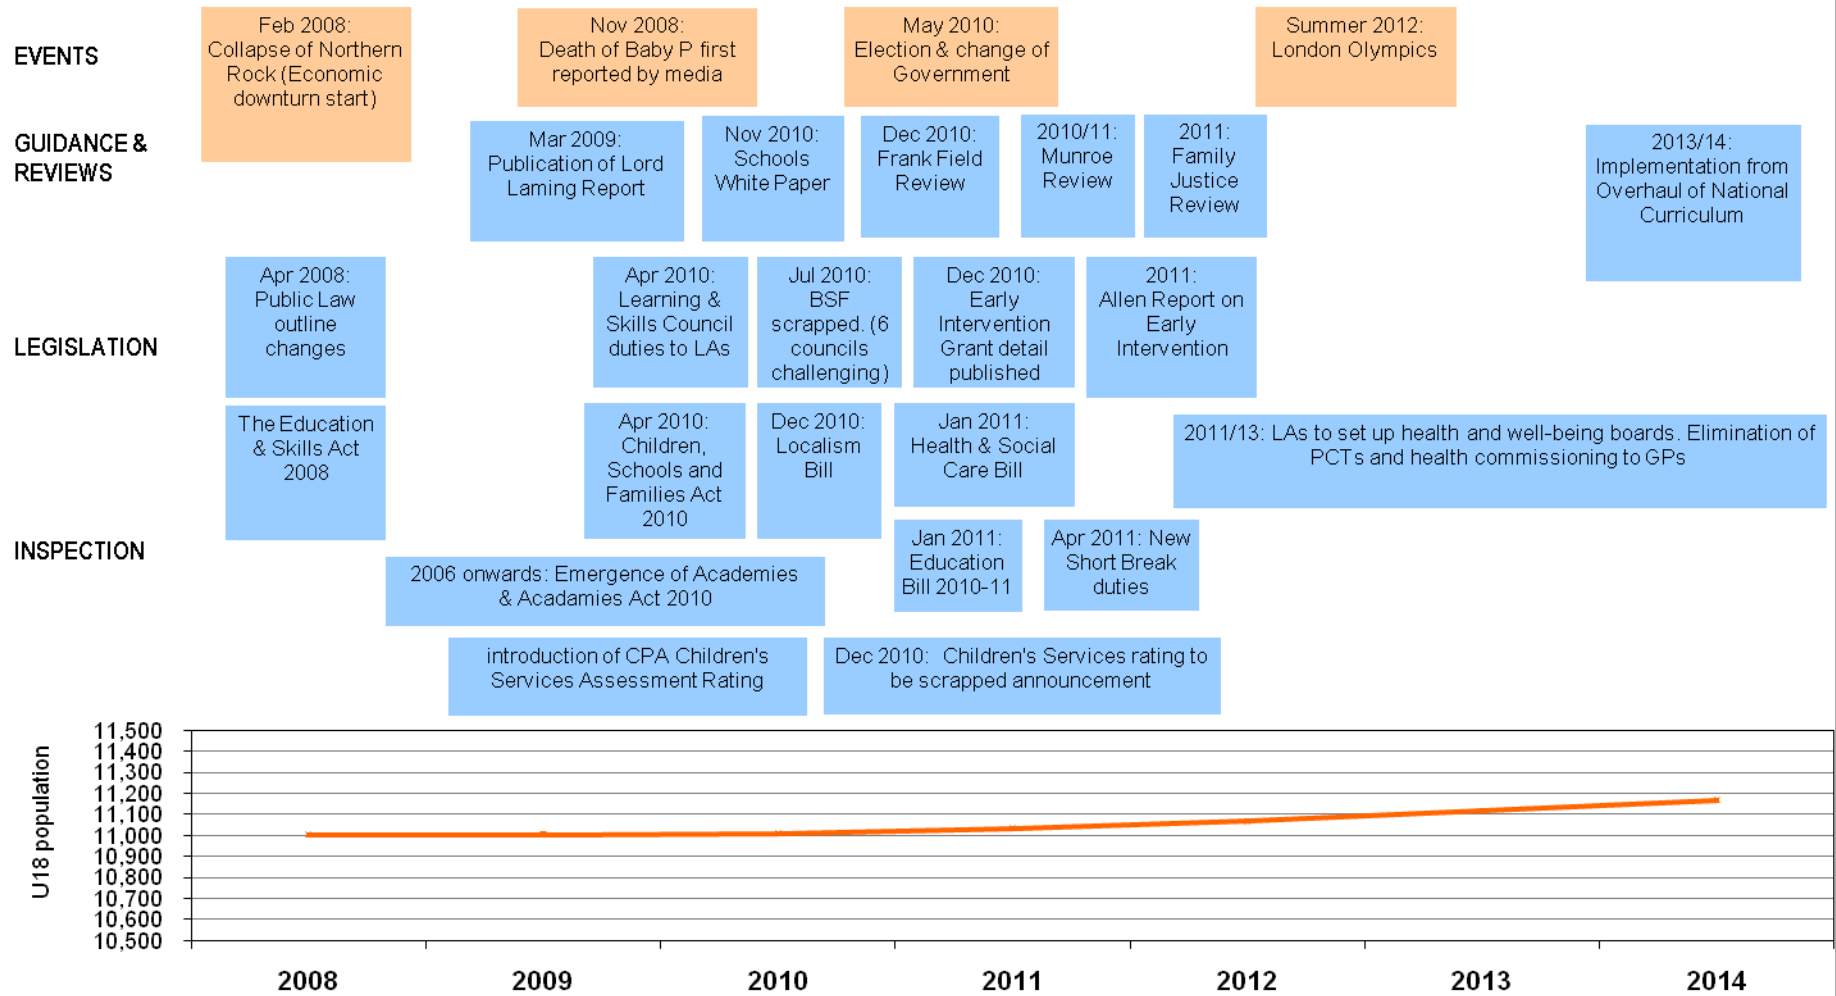 EVENTS
Feb 2008:
Collapse of Northern
Rock (Economic
downturn start)
Nov 2008:
Death of Baby P first
reported by media
May 2010:
Election & change of
Government
Summer 2012:
London Olympics
GUIDANCE &
REVIEWS
Mar 2009:
Publication of Lord
Laming Report
Nov 2010:
Schools
White Paper
Dec 2010:
Frank Field
Review
2010/11:
Munroe
Review
2011:
Family
Justice
Review
2013/14:
Implementation from
Overhaul of National
Curriculum
LEGISLATION
Apr 2008:
Public Law
outline
changes
Apr 2010:
Learning &
Skills Council
duties to LAs
Jul 2010:
BSF
scrapped. (6
councils
challenging)
Dec 2010:
Early
Intervention
Grant detail
published
2011:
Allen Report on
Early
Intervention
The Education
& Skills Act
2008
Apr 2010:
Children,
Schools and
Families Act
2010
Dec 2010:
Localism
Bill
Jan 2011:
Health & Social
Care Bill
2011/13: LAs to set up health and well-being boards. Elimination of
PCTs and health commissioning to GPs
INSPECTION
2006 onwards: Emergence of Academies
& Acadamies Act 2010
Jan 2011:
Education
Bill 2010-11
Apr 2011: New
Short Break
duties
introduction of CPA Children's
Services Assessment Rating
Dec 2010: Children's Services rating to
be scrapped announcement
U18 population
11,500
11,400
11,300
11,200
11,100
11,000
10,900
10,800
10,700
10,600
10,500
2008
2009
2010
2011
2012
2013
2014